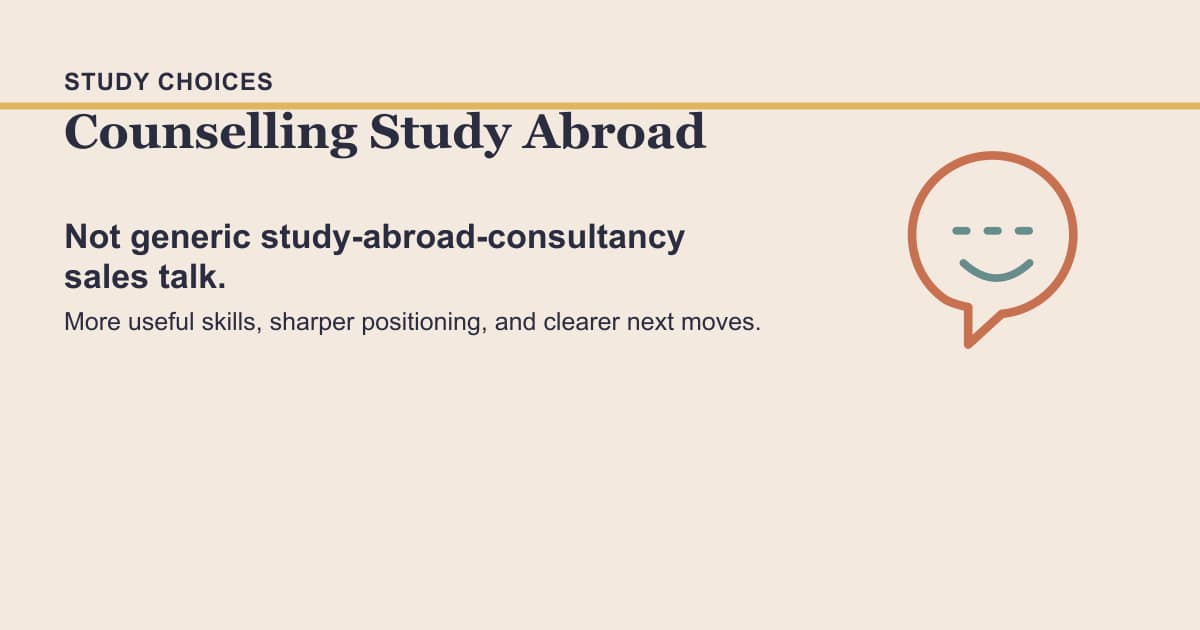 STUDY CHOICES
Counselling Study Abroad
Not generic study-abroad-consultancy
sales talk.
More useful skills, sharper positioning, and clearer next moves.